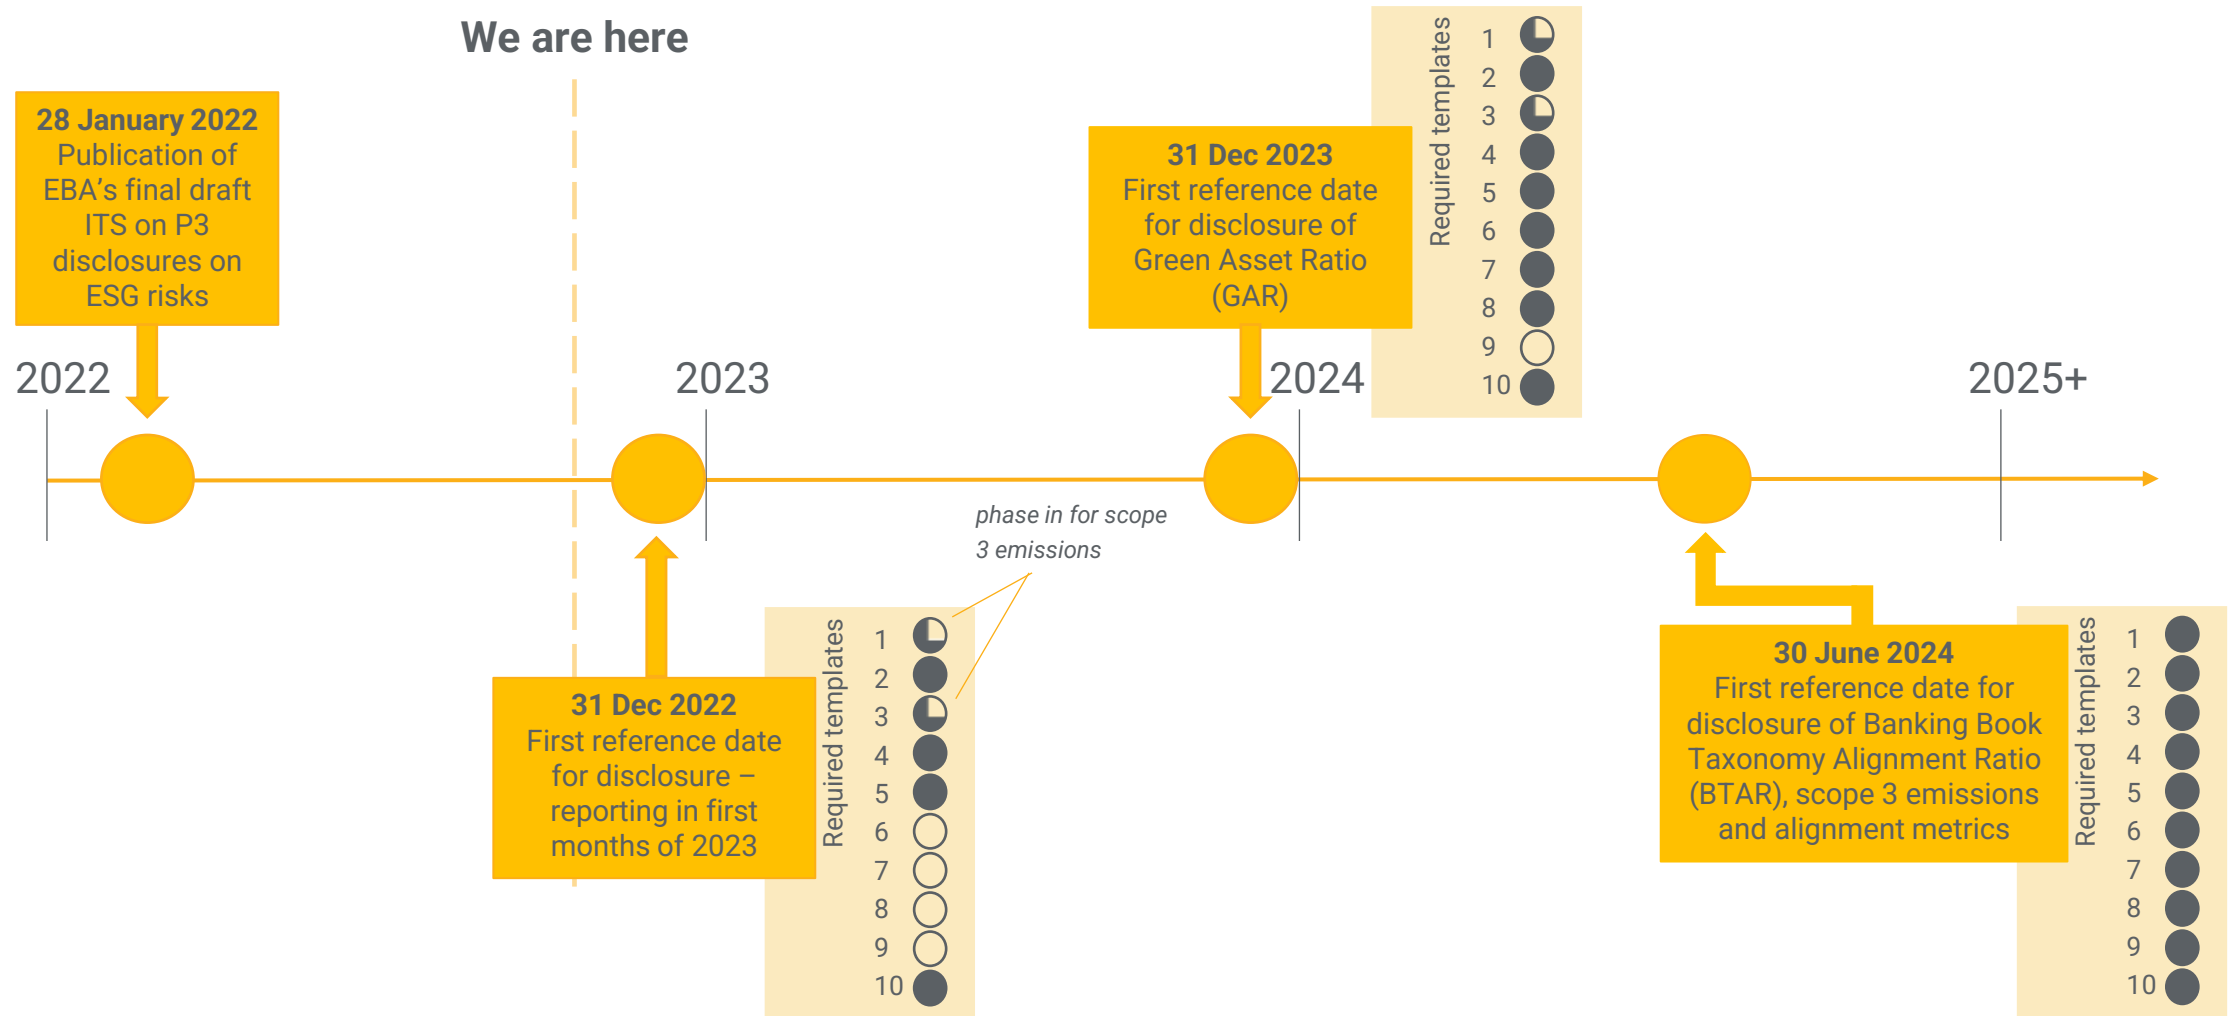 We are here
28 January 2022
Publication of
EBA's final draft
ITS on P3
disclosures on
ESG risks
31 Dec 2023
First reference date
for disclosure of
Green Asset Ratio
(GAR)
Required templates
1
2
3
4
5
6
7
8
9
10
2022
2023
2024
2025+
phase in for scope
3 emissions
31 Dec 2022
First reference date
for disclosure –
reporting in first
months of 2023
Required templates
1
2
3
4
5
6
7
8
9
10
30 June 2024
First reference date for
disclosure of Banking Book
Taxonomy Alignment Ratio
(BTAR), scope 3 emissions
and alignment metrics
Required templates
1
2
3
4
5
6
7
8
9
10